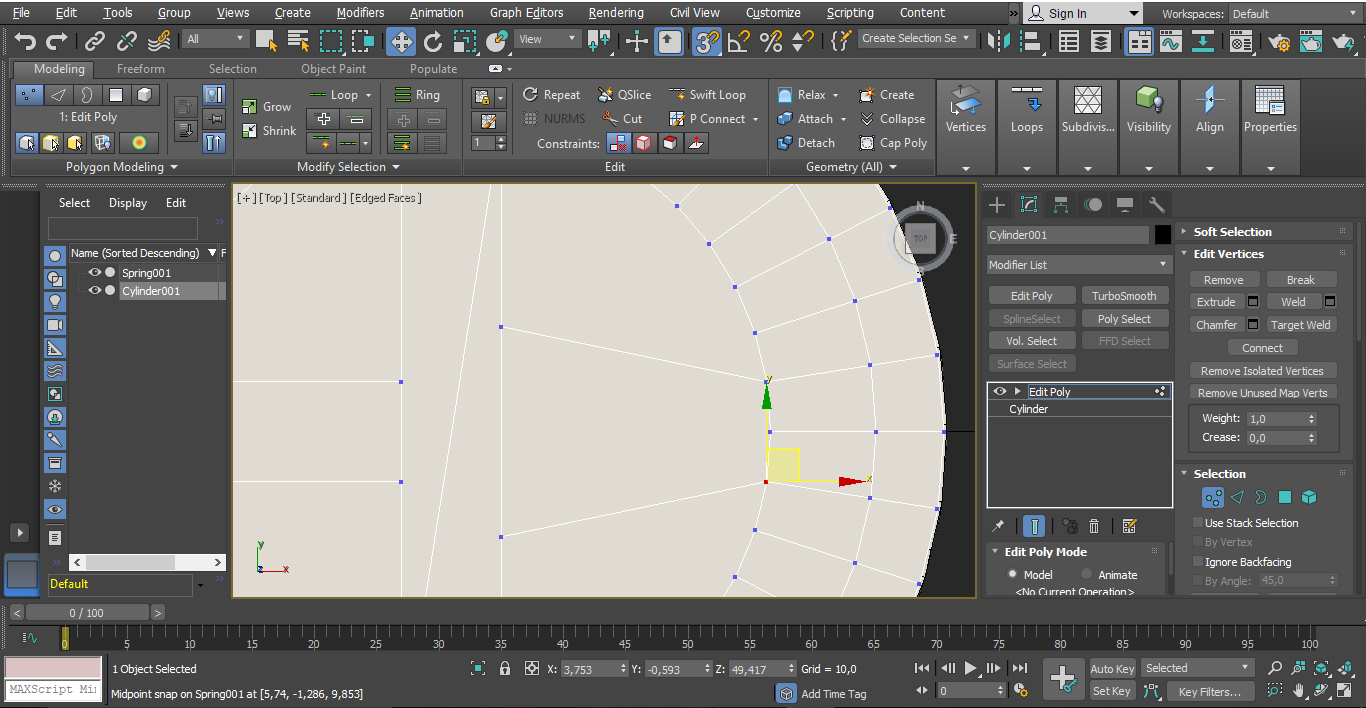 File Edit Tools Group Views Create Modifiers Animation Graph Editors Rendering Civil View Customize Scripting Content » Sign In Workspaces: Default
All View Create Selection Se
Modeling Freeform Selection Object Paint Populate
1: Edit Poly
Polygon Modeling
Grow
Shrink
Loop
Ring
Modify Selection
1
Repeat QSlice Swift Loop
NURMS Cut P Connect
Constraints:
Edit
Relax Create
Attach Collapse
Detach Cap Poly
Geometry (All)
Vertices Loops Subdivis... Visibility Align Properties
Select Display Edit
Name (Sorted Descending) F
Spring001
Cylinder001
Default
[+] [Top] [Standard] [Edged Faces]
N
TOP
E
y
x
y
z
x
Cylinder001
Modifier List
Edit Poly TurboSmooth
SplineSelect Poly Select
Vol. Select FFD Select
Surface Select
Edit Poly
Cylinder
Edit Poly Mode
Model Animate
<No Current Operation>
Soft Selection
Edit Vertices
Remove Break
Extrude Weld
Chamfer Target Weld
Connect
Remove Isolated Vertices
Remove Unused Map Verts
Weight: 1,0
Crease: 0,0
Selection
Use Stack Selection
By Vertex
Ignore Backfacing
By Angle: 45,0
< 0 / 100 >
0 5 10 15 20 25 30 35 40 45 50 55 60 65 70 75 80 85 90 95 100
1 Object Selected X: 3,753 Y: -0,593 Z: 49,417 Grid = 10,0 Auto Key Selected
MAXScript Mi
Midpoint snap on Spring001 at [5,74, -1,286, 9,853] Add Time Tag 0 Set Key Key Filters...